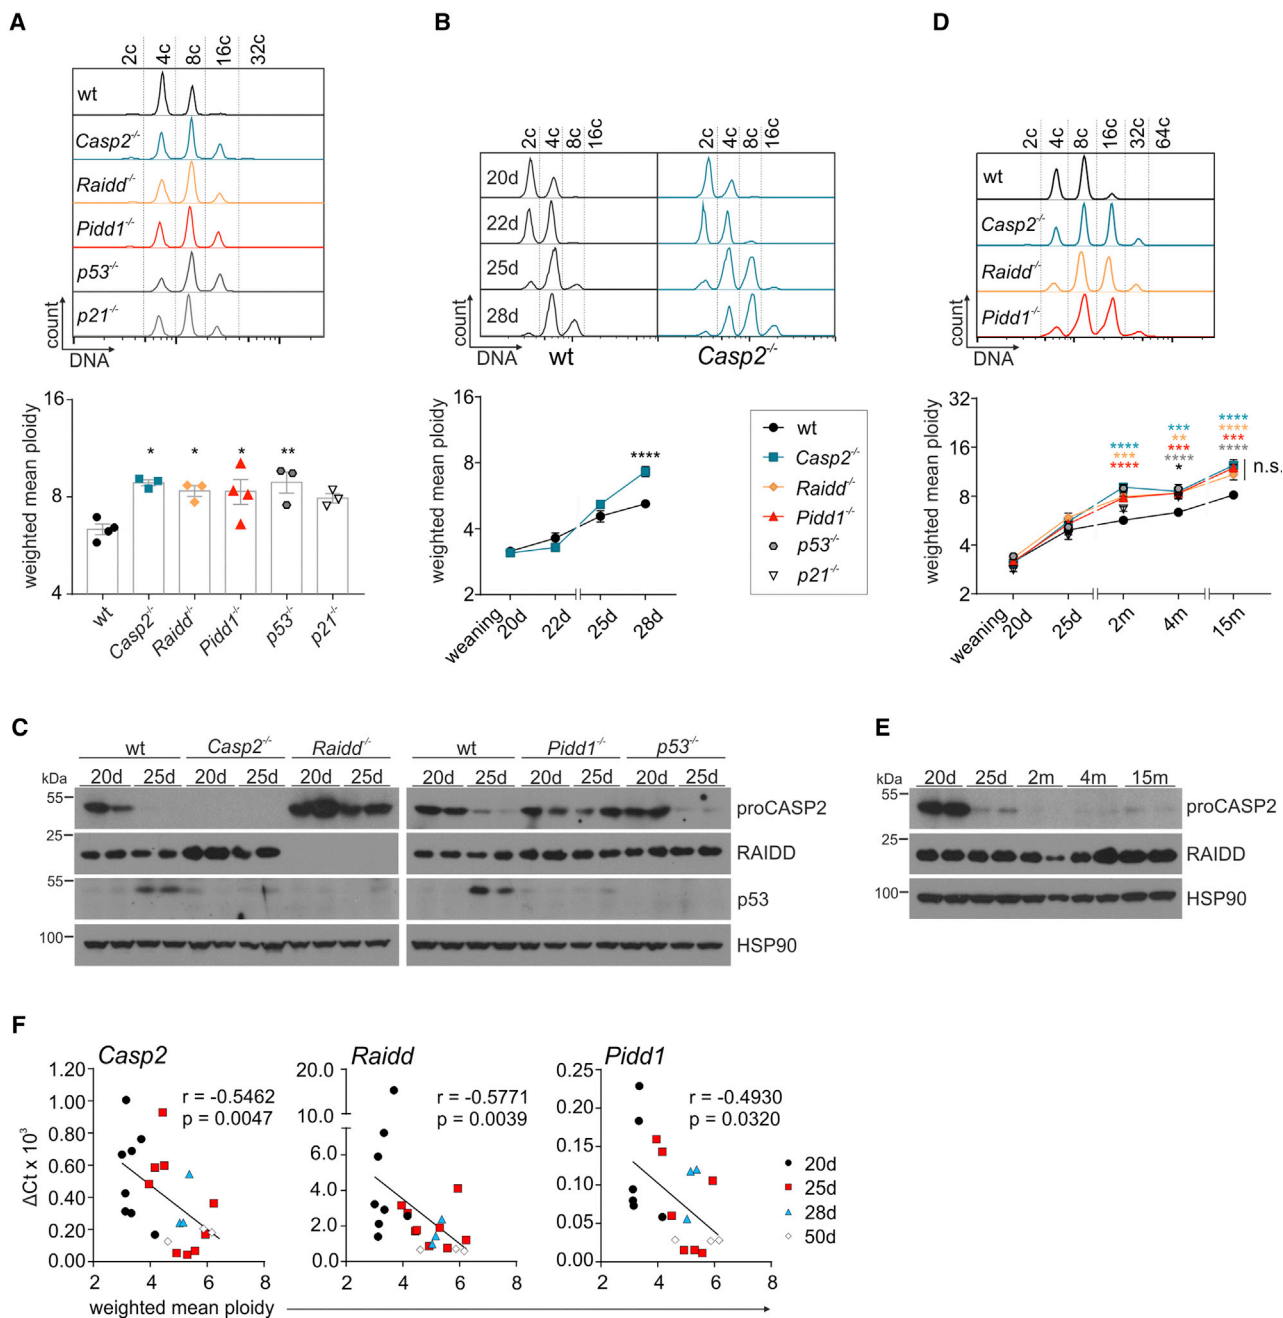 A
2c 4c 8c 16c 32c
wt
Casp2-/-
Raidd-/-
Pidd1-/-
p53-/-
p21-/-
count
DNA
weighted mean ploidy
16
8
4
* * * **
wt Casp2-/- Raidd-/- Pidd1-/- p53-/- p21-/-
B
2c 4c 8c 16c 2c 4c 8c 16c
20d
22d
25d
28d
count
DNA
wt Casp2-/-
weighted mean ploidy
16
8
4
2
****
weaning 20d 22d 25d 28d
wt
Casp2-/-
Raidd-/-
Pidd1-/-
p53-/-
p21-/-
D
2c 4c 8c 16c 32c 64c
wt
Casp2-/-
Raidd-/-
Pidd1-/-
count
DNA
weighted mean ploidy
32
16
8
4
2
**** *** ****
*** ** ****
**** *** ***
**** ****
*
n.s.
weaning 20d 25d 2m 4m 15m
C
wt Casp2-/- Raidd-/- wt Pidd1-/- p53-/-
kDa 20d 25d 20d 25d 20d 25d 20d 25d 20d 25d 20d 25d
55 proCASP2
25 RAIDD
55 p53
100 HSP90
E
kDa 20d 25d 2m 4m 15m
55 proCASP2
25 RAIDD
100 HSP90
F
Casp2
r = -0.5462
p = 0.0047
ΔCt x 10³
1.20
1.00
0.80
0.60
0.40
0.20
0.00
2 4 6 8
Raidd
r = -0.5771
p = 0.0039
20.0
10.0
4.0
2.0
0.0
2 4 6 8
Pidd1
r = -0.4930
p = 0.0320
0.25
0.20
0.15
0.10
0.05
0.00
2 4 6 8
20d
25d
28d
50d
weighted mean ploidy